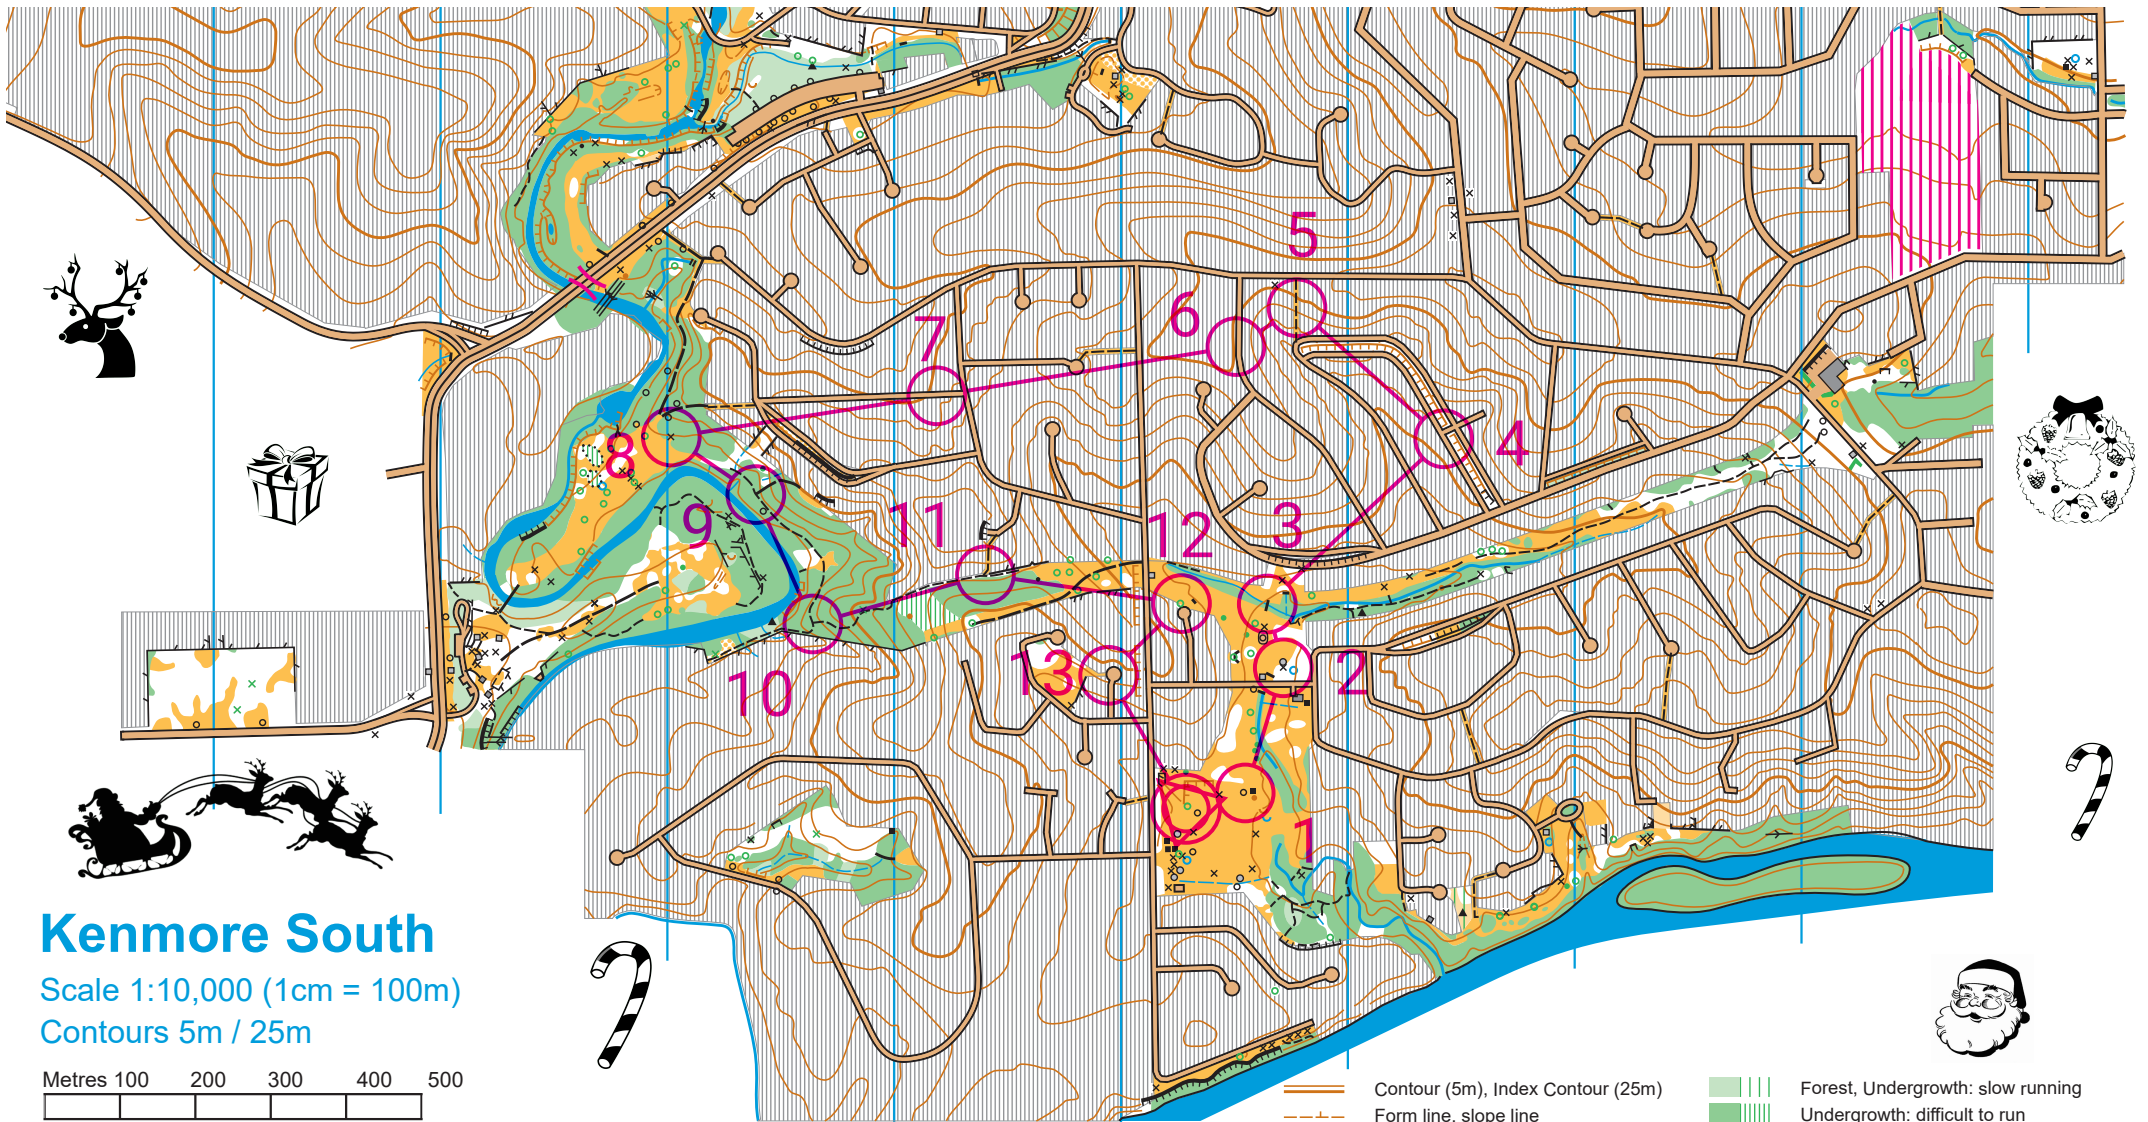 5
6
7
4
8
11
12
3
9
13
2
10
1
Kenmore South
Scale 1:10,000 (1cm = 100m)
Contours 5m / 25m
Metres 100 200 300 400 500
Contour (5m), Index Contour (25m)
Form line, slope line
Forest, Undergrowth: slow running
Undergrowth: difficult to run